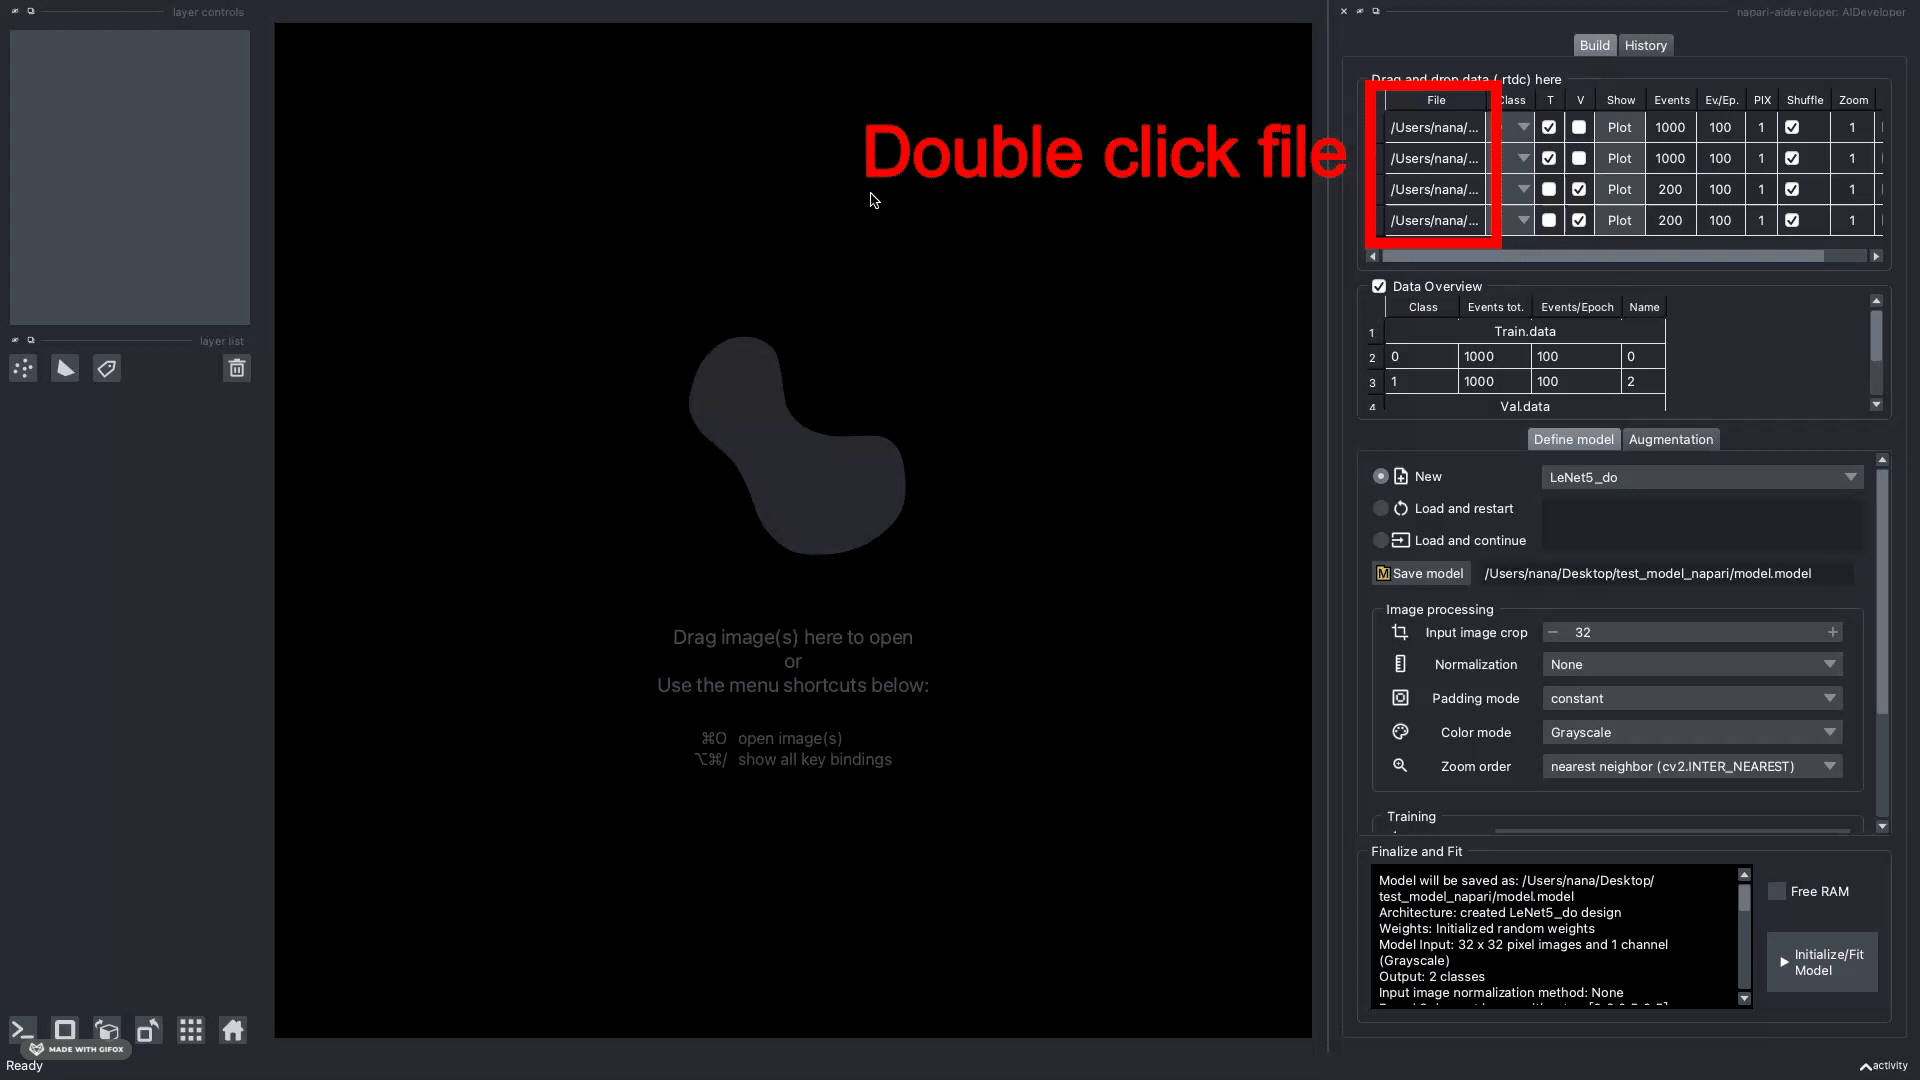 layer controls
napari-aideveloper: AIDeveloper
Build
History
Drag and drop data (.rtdc) here
File
Class
T
V
Show
Events
Ev./Ep.
PIX
Shuffle
Zoom
/Users/nana/...
Plot
1000
100
1
1
/Users/nana/...
Plot
1000
100
1
1
/Users/nana/...
Plot
200
100
1
1
/Users/nana/...
Plot
200
100
1
1
Double click file
Data Overview
Class
Events tot.
Events/Epoch
Name
1
Train.data
2
0
1000
100
0
3
1
1000
100
2
4
Val.data
layer list
Define model
Augmentation
New
LeNet5_do
Load and restart
Load and continue
Save model
/Users/nana/Desktop/test_model_napari/model.model
Image processing
Input image crop
32
Normalization
None
Padding mode
constant
Color mode
Grayscale
Zoom order
nearest neighbor (cv2.INTER_NEAREST)
Training
Drag image(s) here to open
or
Use the menu shortcuts below:
⌘O open image(s)
⌥⌘/ show all key bindings
Finalize and Fit
Model will be saved as: /Users/nana/Desktop/
test_model_napari/model.model
Architecture: created LeNet5_do design
Weights: Initialized random weights
Model Input: 32 x 32 pixel images and 1 channel
(Grayscale)
Output: 2 classes
Input image normalization method: None
Free RAM
Initialize/Fit
Model
MADE WITH GIFOX
Ready
activity